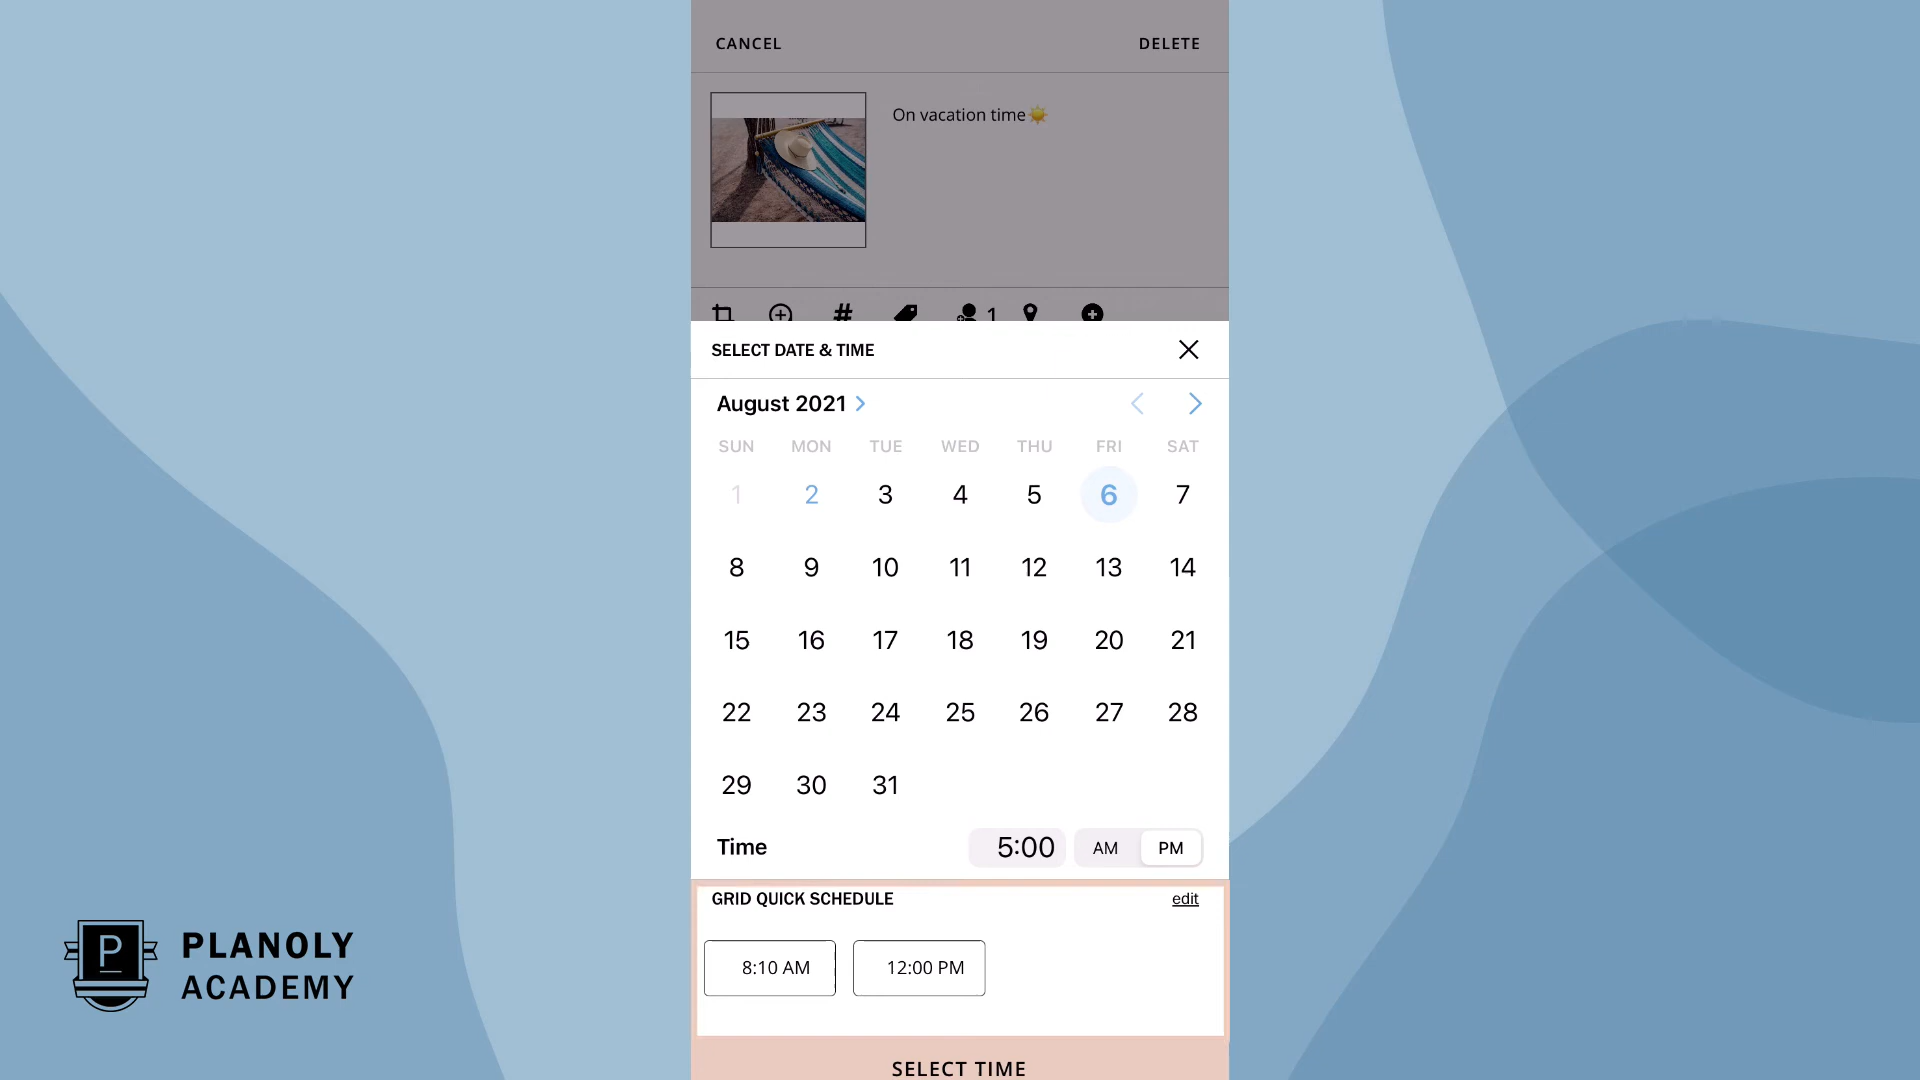 CANCEL DELETE
On vacation time☀️
# 1
SELECT DATE & TIME
August 2021
SUN MON TUE WED THU FRI SAT
1 2 3 4 5 6 7
8 9 10 11 12 13 14
15 16 17 18 19 20 21
22 23 24 25 26 27 28
29 30 31
Time 5:00 AM PM
GRID QUICK SCHEDULE edit
8:10 AM 12:00 PM
SELECT TIME
P
PLANOLY
ACADEMY